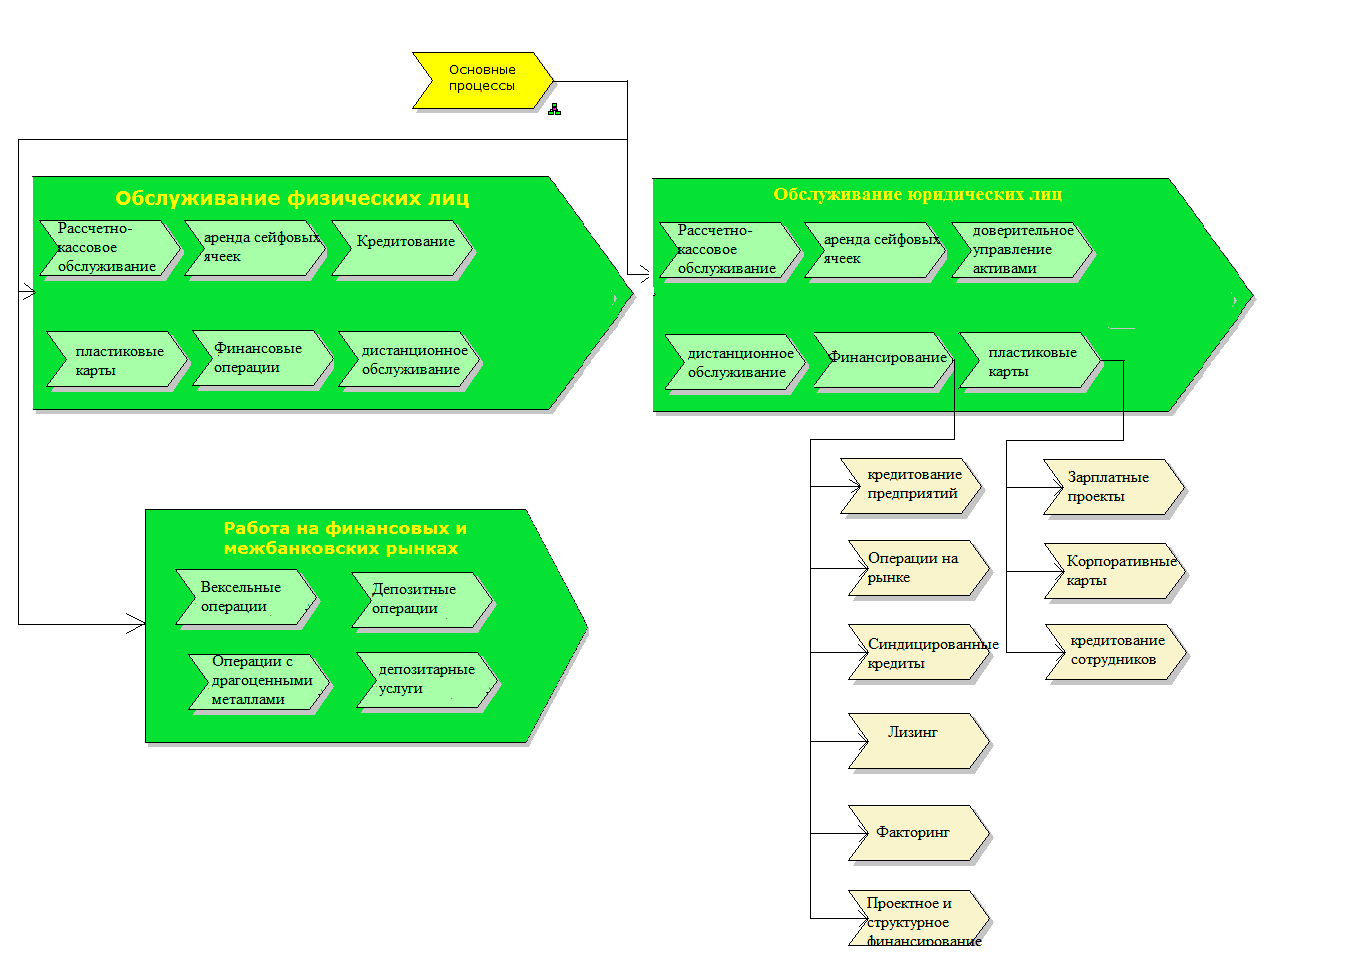 Основные
процессы
Обслуживание физических лиц
Рассчетно-
кассовое
обслуживание
аренда сейфовых
ячеек
Кредитование
пластиковые
карты
Финансовые
операции
дистанционное
обслуживание
Обслуживание юридических лиц
Рассчетно-
кассовое
обслуживание
аренда сейфовых
ячеек
доверительное
управление
активами
дистанционное
обслуживание
Финансирование
пластиковые
карты
кредитование
предприятий
Операции на
рынке
Синдицированные
кредиты
Лизинг
Факторинг
Проектное и
структурное
финансирование
Зарплатные
проекты
Корпоративные
карты
кредитование
сотрудников
Работа на финансовых и
межбанковских рынках
Вексельные
операции
Депозитные
операции
Операции с
драгоценными
металлами
депозитарные
услуги